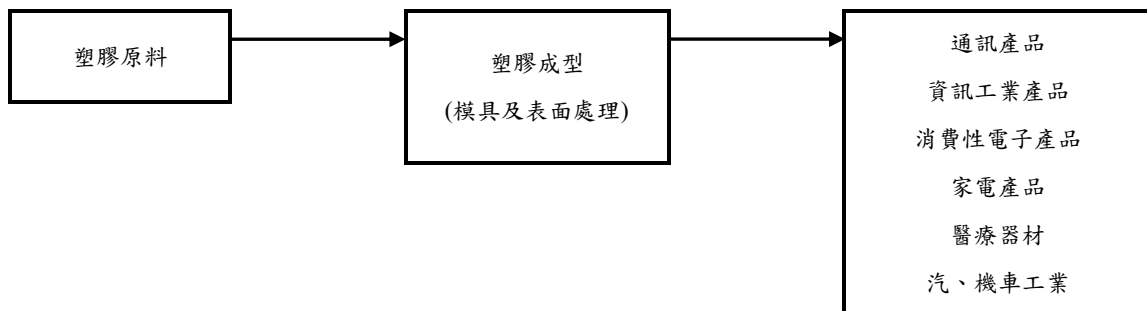 塑膠原料
塑膠成型
(模具及表面處理)
通訊產品
資訊工業產品
消費性電子產品
家電產品
醫療器材
汽、機車工業